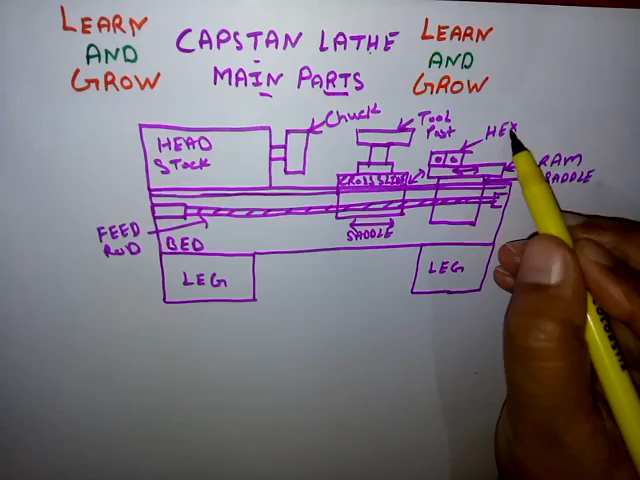 LEARN
AND
GROW
CAPSTAN LATHE
MAIN PARTS
LEARN
AND
GROW
HEAD
STOCK
Chuck
Tool
Post
HEX
RAM
SADDLE
CROSS SLIDE
SADDLE
FEED
ROD
BED
LEG
LEG